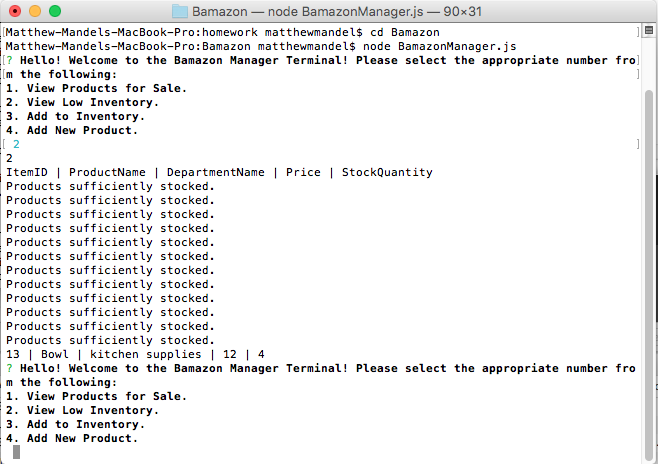 Bamazon — node BamazonManager.js — 90×31
Matthew-Mandels-MacBook-Pro:homework matthewmandel$ cd Bamazon
Matthew-Mandels-MacBook-Pro:Bamazon matthewmandel$ node BamazonManager.js
? Hello! Welcome to the Bamazon Manager Terminal! Please select the appropriate number fro
m the following:
1. View Products for Sale.
2. View Low Inventory.
3. Add to Inventory.
4. Add New Product.
2
2
ItemID | ProductName | DepartmentName | Price | StockQuantity
Products sufficiently stocked.
Products sufficiently stocked.
Products sufficiently stocked.
Products sufficiently stocked.
Products sufficiently stocked.
Products sufficiently stocked.
Products sufficiently stocked.
Products sufficiently stocked.
Products sufficiently stocked.
Products sufficiently stocked.
Products sufficiently stocked.
Products sufficiently stocked.
13 | Bowl | kitchen supplies | 12 | 4
? Hello! Welcome to the Bamazon Manager Terminal! Please select the appropriate number fro
m the following:
1. View Products for Sale.
2. View Low Inventory.
3. Add to Inventory.
4. Add New Product.